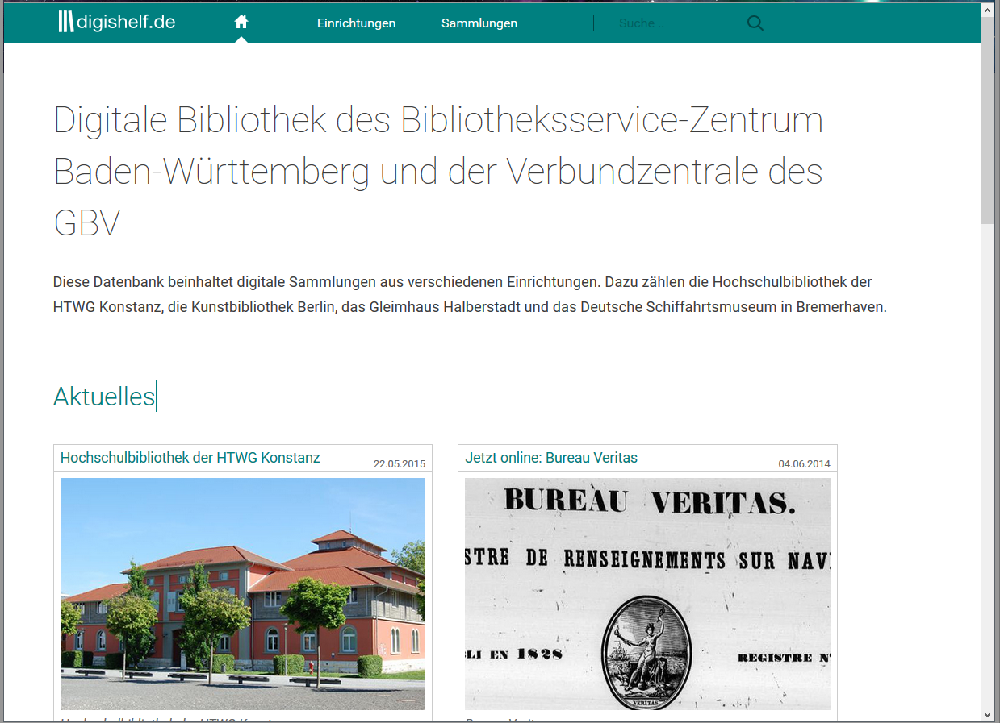 digishelf.de
Einrichtungen
Sammlungen
Suche ..
Digitale Bibliothek des Bibliotheksservice-Zentrum
Baden-Württemberg und der Verbundzentrale des
GBV
Diese Datenbank beinhaltet digitale Sammlungen aus verschiedenen Einrichtungen. Dazu zählen die Hochschulbibliothek der
HTWG Konstanz, die Kunstbibliothek Berlin, das Gleimhaus Halberstadt und das Deutsche Schiffahrtsmuseum in Bremerhaven.
Aktuelles
Hochschulbibliothek der HTWG Konstanz
22.05.2015
Jetzt online: Bureau Veritas
04.06.2014
BUREAU VERITAS.
STRE DE RENSEIGNEMENTS SUR NAV
LI EN 1828
REGISTRE N
VERITAS